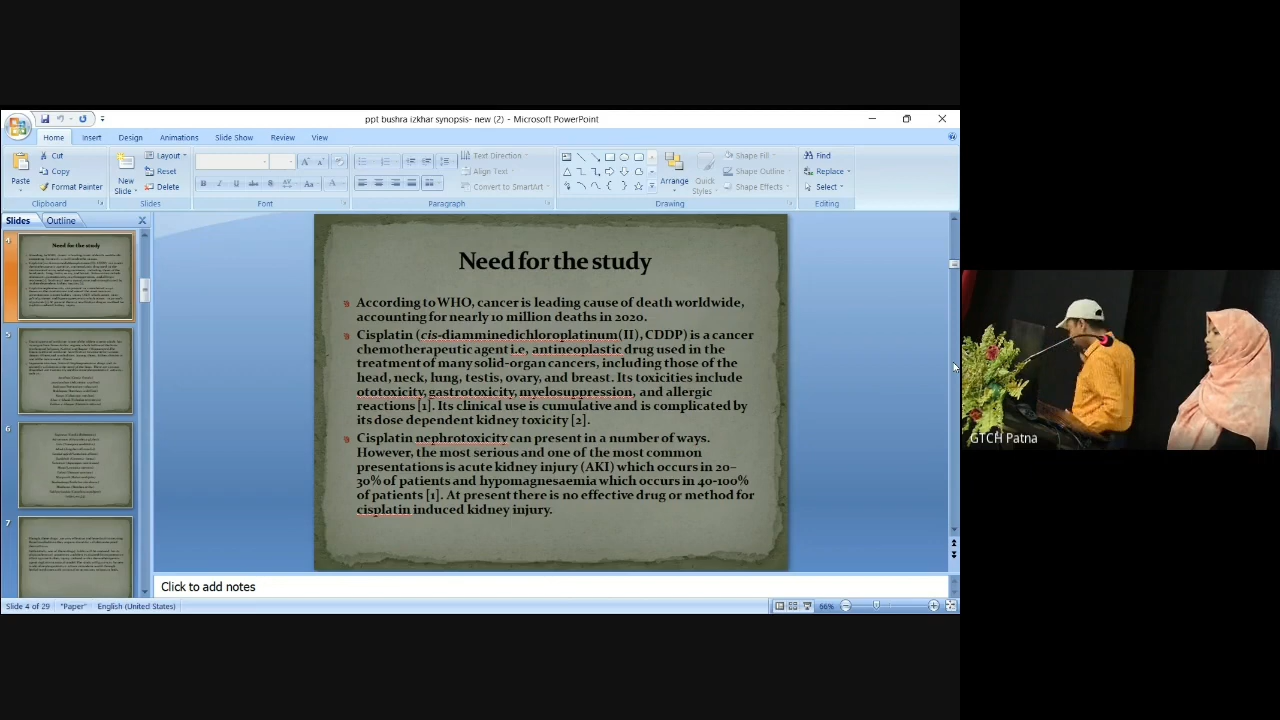 ppt bushra izkhar synopsis- new (2) - Microsoft PowerPoint
Home Insert Design Animations Slide Show Review View
Paste
Cut
Copy
Format Painter
Clipboard
New Slide
Layout
Reset
Delete
Slides
Font
Text Direction
Align Text
Convert to SmartArt
Paragraph
Arrange
Quick Styles
Shape Fill
Shape Outline
Shape Effects
Drawing
Find
Replace
Select
Editing
Slides Outline
4
Need for the study
5
6
7
Need for the study
According to WHO, cancer is leading cause of death worldwide,
accounting for nearly 10 million deaths in 2020.
Cisplatin (cis-diamminedichloroplatinum(II), CDDP) is a cancer
chemotherapeutic agent i.e, antineoplastic drug used in the
treatment of many solid organ cancers, including those of the
head, neck, lung, testis, ovary, and breast. Its toxicities include
ototoxicity, gastrotoxicity, myelosuppression, and allergic
reactions [1]. Its clinical use is cumulative and is complicated by
its dose dependent kidney toxicity [2].
Cisplatin nephrotoxicity can present in a number of ways.
However, the most serious and one of the most common
presentations is acute kidney injury (AKI) which occurs in 20–
30% of patients and hypomagnesaemia which occurs in 40-100%
of patients [1]. At present there is no effective drug or method for
cisplatin induced kidney injury.
Click to add notes
Slide 4 of 29 "Paper" English (United States) 66%
GTCH Patna